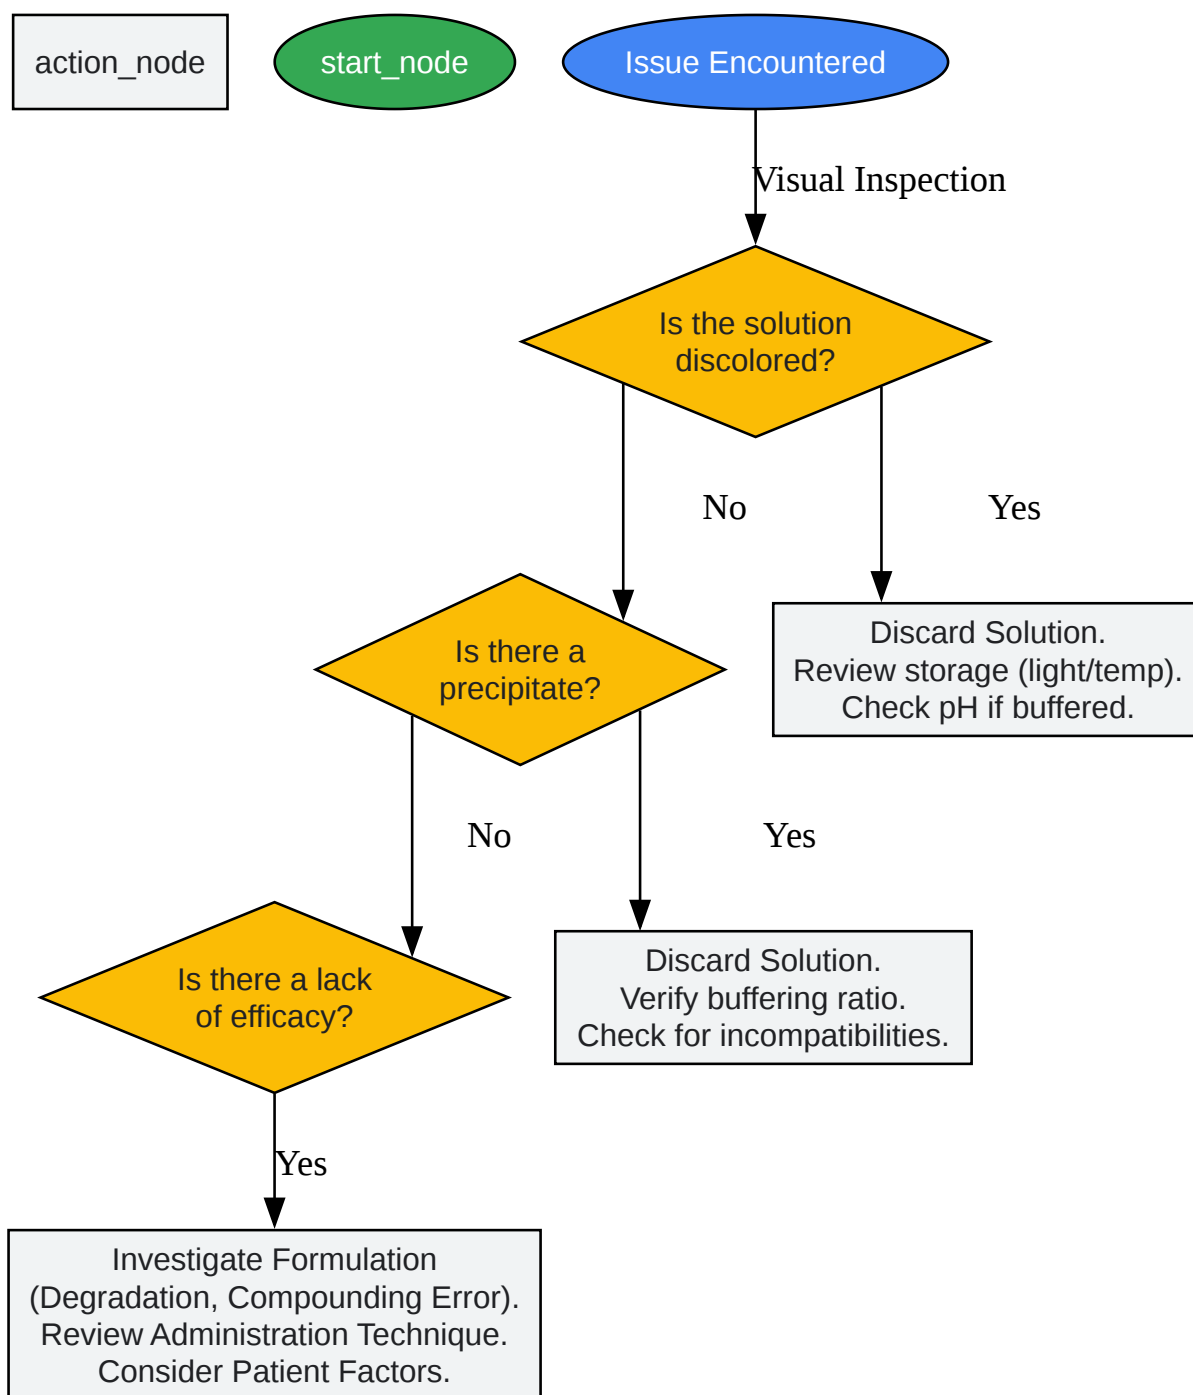 action_node
start_node
Issue Encountered
Visual Inspection
Is the solution
discolored?
No
Yes
Is there a
precipitate?
Discard Solution.
Review storage (light/temp).
Check pH if buffered.
No
Yes
Is there a lack
of efficacy?
Discard Solution.
Verify buffering ratio.
Check for incompatibilities.
Yes
Investigate Formulation
(Degradation, Compounding Error).
Review Administration Technique.
Consider Patient Factors.